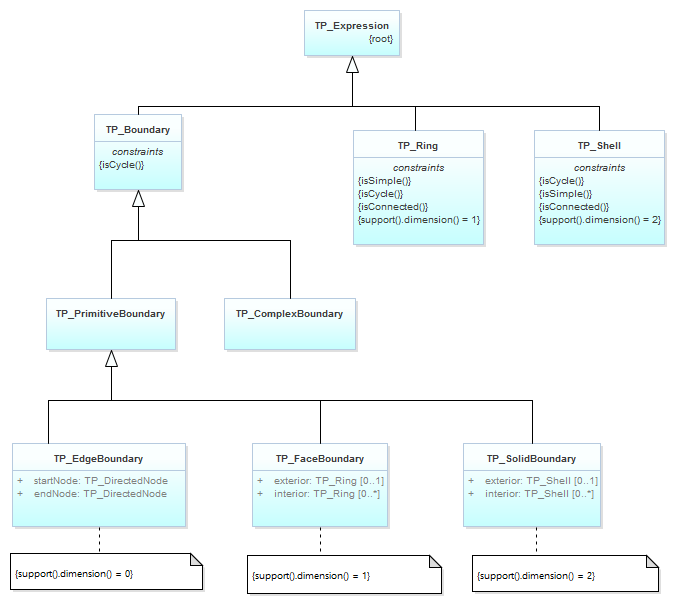 TP_Expression
{root}
TP_Boundary
constraints
{isCycle()}
TP_Ring
constraints
{isSimple()}
{isCycle()}
{isConnected()}
{support().dimension() = 1}
TP_Shell
constraints
{isCycle()}
{isSimple()}
{isConnected()}
{support().dimension() = 2}
TP_PrimitiveBoundary
TP_ComplexBoundary
TP_EdgeBoundary
+ startNode: TP_DirectedNode
+ endNode: TP_DirectedNode
TP_FaceBoundary
+ exterior: TP_Ring [0..1]
+ interior: TP_Ring [0..*]
TP_SolidBoundary
+ exterior: TP_Shell [0..1]
+ interior: TP_Shell [0..*]
{support().dimension() = 0}
{support().dimension() = 1}
{support().dimension() = 2}